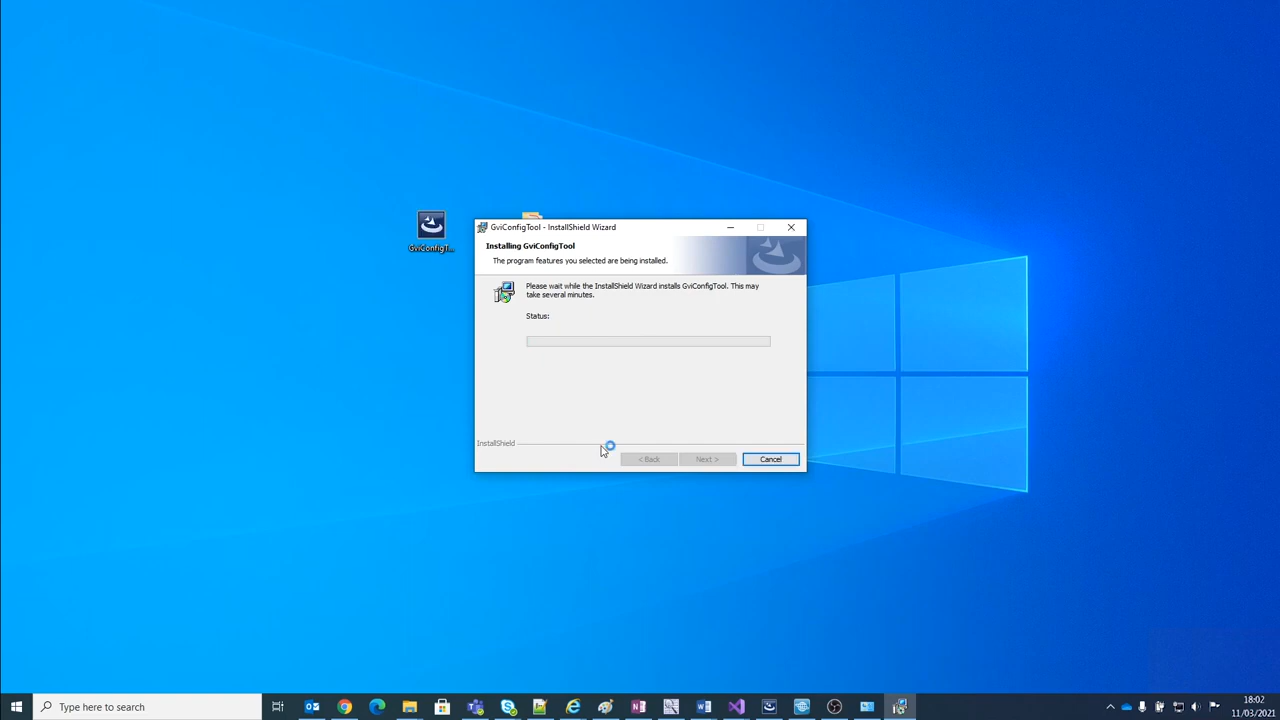 GviConfigT...
GviConfigTool - InstallShield Wizard
Installing GviConfigTool
The program features you selected are being installed.
Please wait while the InstallShield Wizard installs GviConfigTool. This may
take several minutes.
Status:
InstallShield
< Back
Next >
Cancel
Type here to search
18:02
11/03/2021